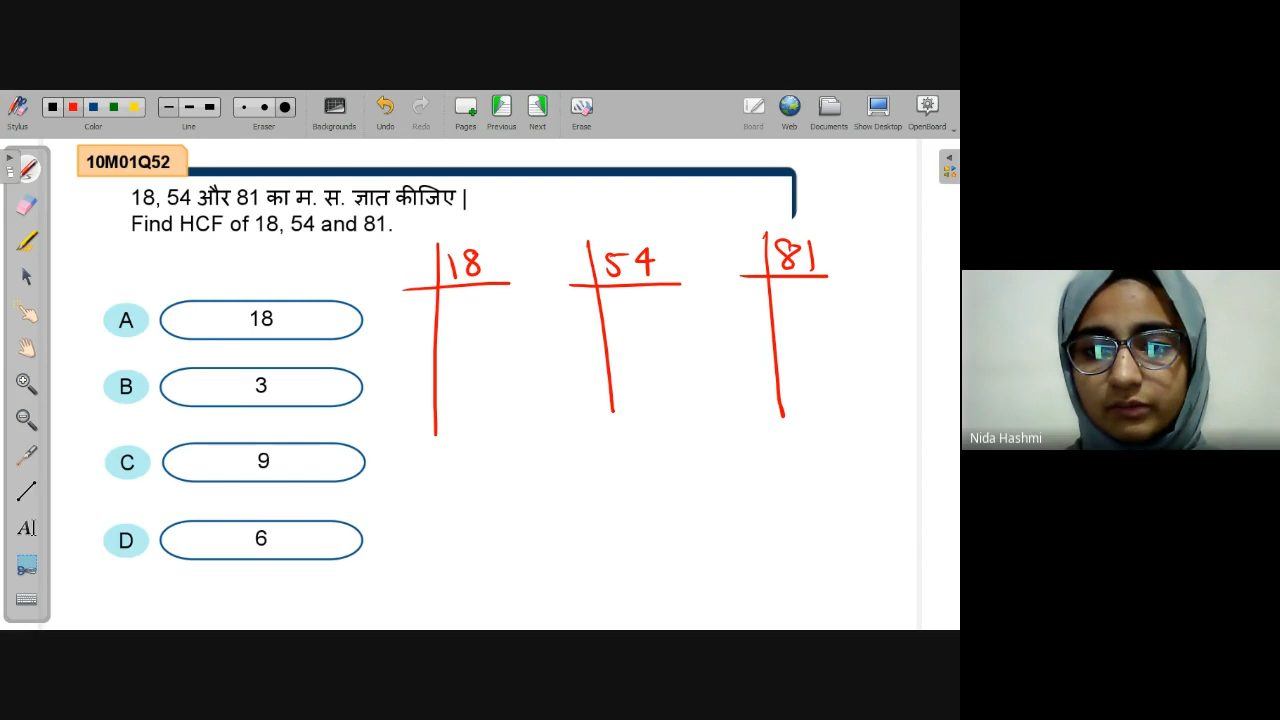 Stylus
Color
Line
Eraser
Backgrounds
Undo
Redo
Pages
Previous
Next
Erase
Board
Web
Documents
Show Desktop
OpenBoard
10M01Q52
18, 54 और 81 का म. स. ज्ञात कीजिए |
Find HCF of 18, 54 and 81.
18
54
81
A 18
B 3
C 9
D 6
AI
Nida Hashmi